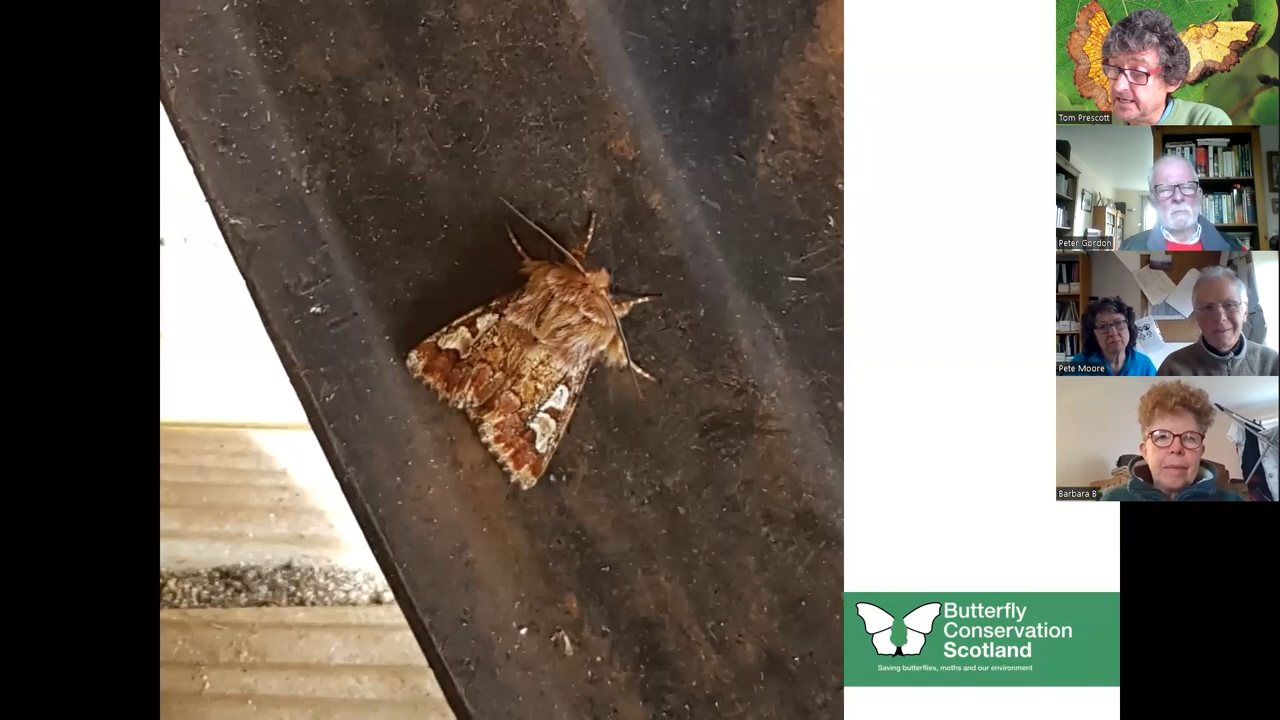 Tom Prescott
Peter Gordon
Pete Moore
Barbara B
Butterfly
Conservation
Scotland
Saving butterflies, moths and our environment